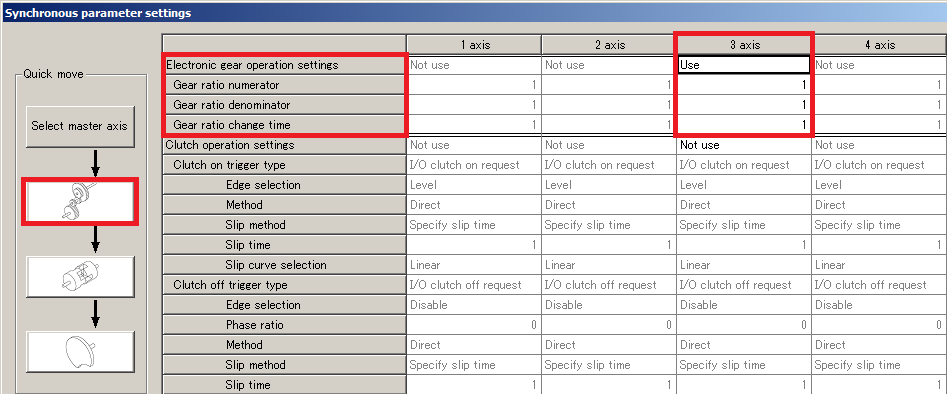 Synchronous parameter settings
Quick move
Select master axis
1 axis 2 axis 3 axis 4 axis
Electronic gear operation settings Not use Not use Use Not use
Gear ratio numerator 1 1 1 1
Gear ratio denominator 1 1 1 1
Gear ratio change time 1 1 1 1
Clutch operation settings Not use Not use Not use Not use
Clutch on trigger type I/O clutch on request I/O clutch on request I/O clutch on request I/O clutch on request
Edge selection Level Level Level Level
Method Direct Direct Direct Direct
Slip method Specify slip time Specify slip time Specify slip time Specify slip time
Slip time 1 1 1 1
Slip curve selection Linear Linear Linear Linear
Clutch off trigger type I/O clutch off request I/O clutch off request I/O clutch off request I/O clutch off request
Edge selection Disable Disable Disable Disable
Phase ratio 0 0 0 0
Method Direct Direct Direct Direct
Slip method Specify slip time Specify slip time Specify slip time Specify slip time
Slip time 1 1 1 1